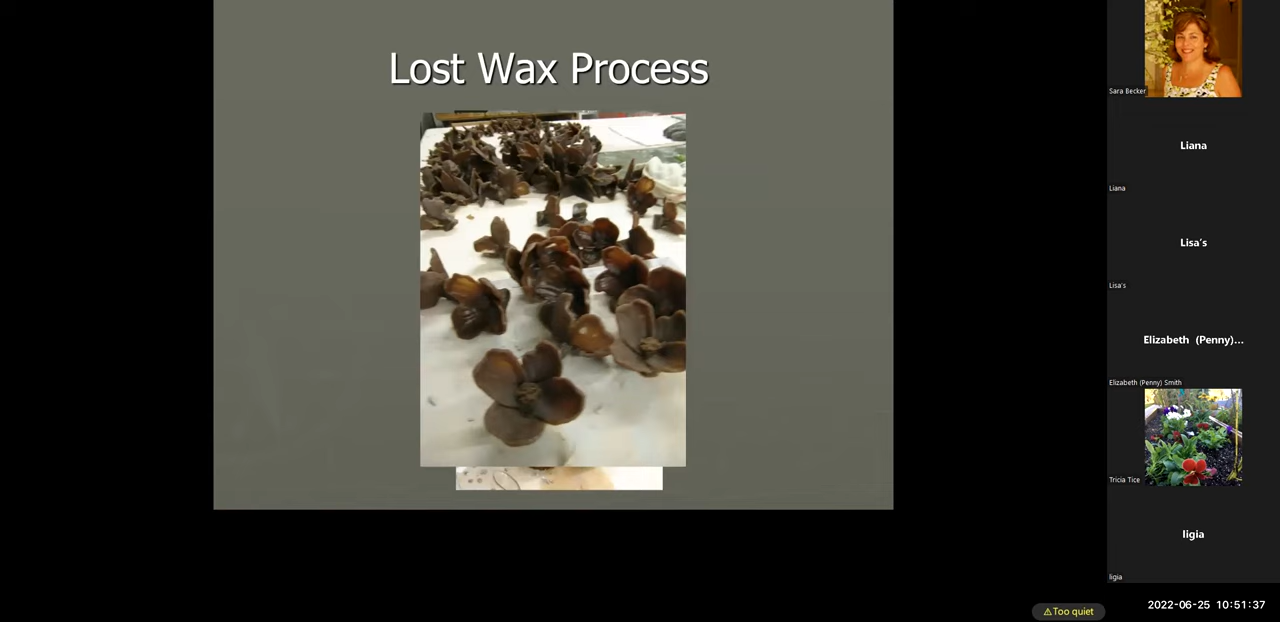 Lost Wax Process
Sara Becker
Liana
Liana
Lisa's
Lisa's
Elizabeth (Penny)...
Elizabeth (Penny) Smith
Tricia Tice
ligia
ligia
⚠Too quiet
2022-06-25 10:51:37